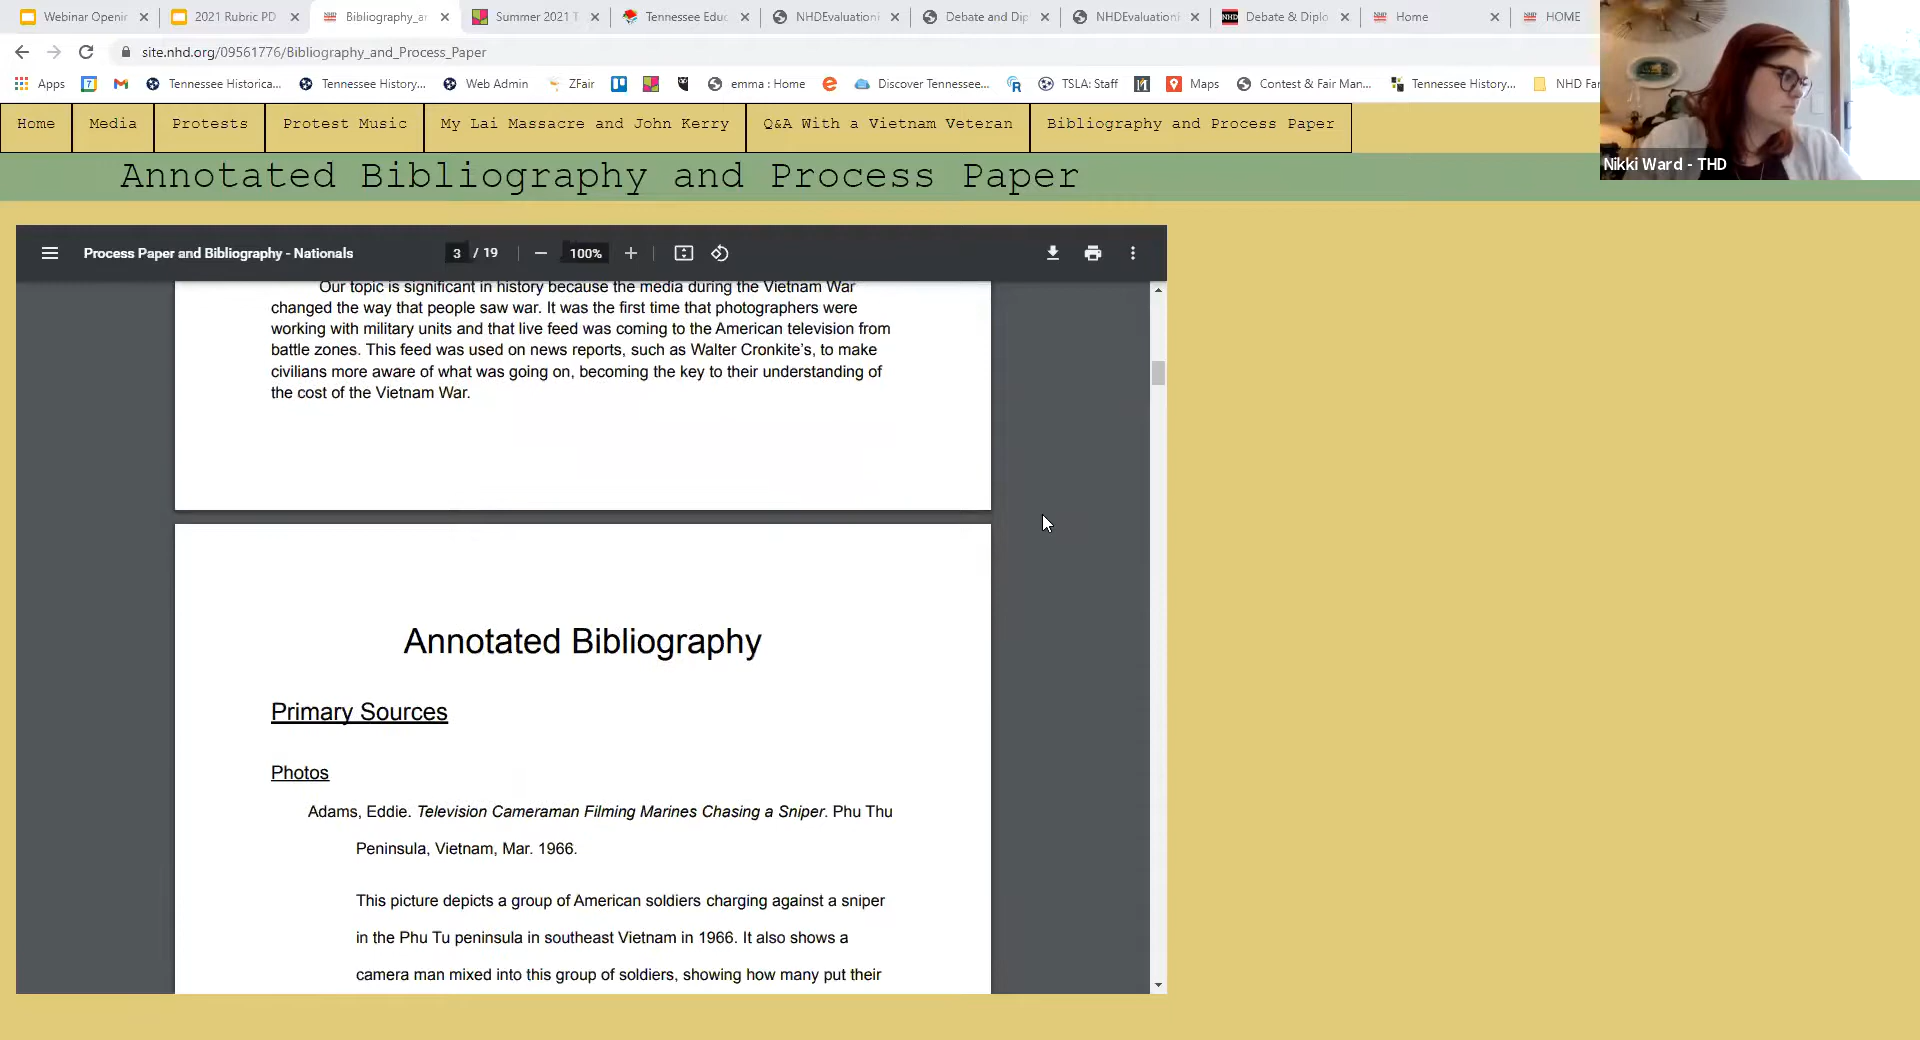 Webinar Openin
2021 Rubric PD
Bibliography_an
Summer 2021 T
Tennessee Educ
NHDEvaluation
Debate and Dip
NHDEvaluation
NHD Debate & Diplo
Home
HOME
site.nhd.org/09561776/Bibliography_and_Process_Paper
Apps
Tennessee Historica...
Tennessee History...
Web Admin
ZFair
emma : Home
Discover Tennessee...
TSLA: Staff
Maps
Contest & Fair Man...
Tennessee History...
NHD Fa
Nikki Ward - THD
Home
Media
Protests
Protest Music
My Lai Massacre and John Kerry
Q&A With a Vietnam Veteran
Bibliography and Process Paper
Annotated Bibliography and Process Paper
Process Paper and Bibliography - Nationals
3 / 19
100%
Our topic is significant in history because the media during the Vietnam War
changed the way that people saw war. It was the first time that photographers were
working with military units and that live feed was coming to the American television from
battle zones. This feed was used on news reports, such as Walter Cronkite's, to make
civilians more aware of what was going on, becoming the key to their understanding of
the cost of the Vietnam War.
Annotated Bibliography
Primary Sources
Photos
Adams, Eddie. Television Cameraman Filming Marines Chasing a Sniper. Phu Thu
Peninsula, Vietnam, Mar. 1966.
This picture depicts a group of American soldiers charging against a sniper
in the Phu Tu peninsula in southeast Vietnam in 1966. It also shows a
camera man mixed into this group of soldiers, showing how many put their